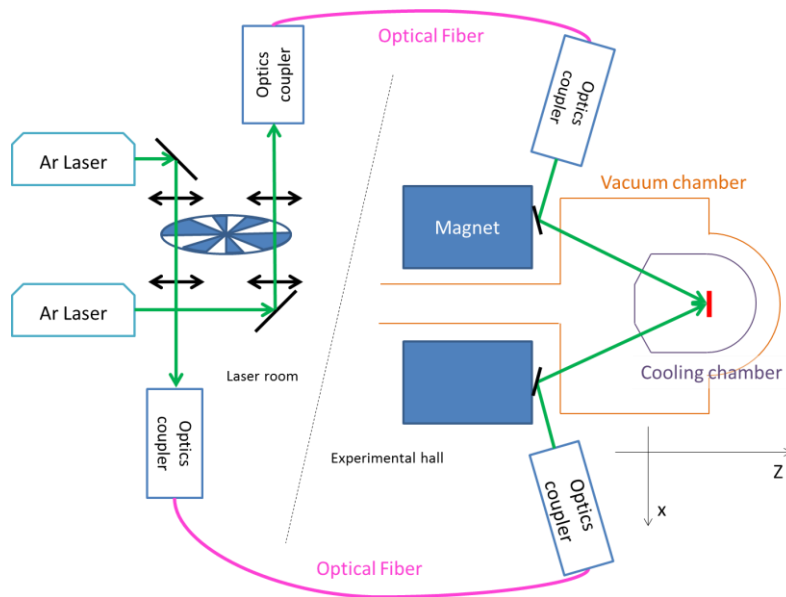 Optical Fiber
Optics
coupler
Optics
coupler
Ar Laser
Vacuum chamber
Magnet
Ar Laser
Laser room
Cooling chamber
Optics
coupler
Experimental hall
Optics
coupler
Z
x
Optical Fiber